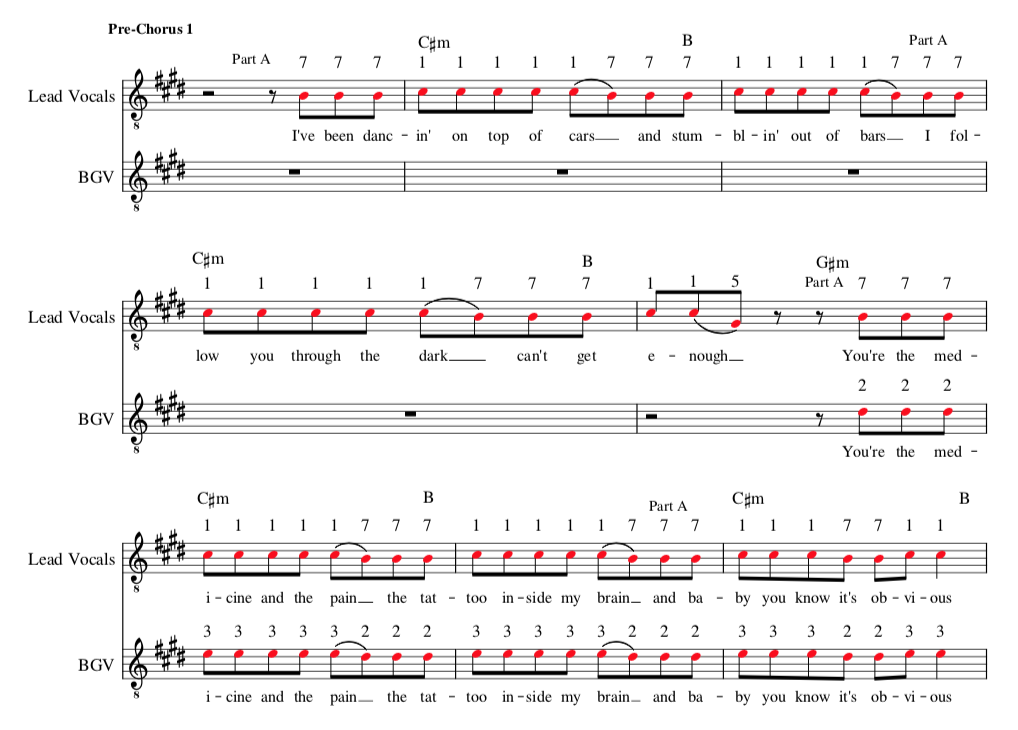 Pre-Chorus 1
C♯m B
Part A Part A
7 7 7 1 1 1 1 1 7 7 7 1 1 1 1 1 7 7 7
Lead Vocals
8
I've been danc - in' on top of cars and stum - bl - in' out of bars I fol -
BGV
8
C♯m B G♯m
Part A
1 1 1 1 1 7 7 7 1 1 5 7 7 7
Lead Vocals
8
low you through the dark can't get e - nough You're the med -
2 2 2
BGV
8
You're the med -
C♯m B C♯m B
Part A
1 1 1 1 1 7 7 7 1 1 1 1 1 7 7 7 1 1 1 7 7 1 1
Lead Vocals
8
i - cine and the pain the tat - too in - side my brain and ba - by you know it's ob - vi - ous
3 3 3 3 3 2 2 2 3 3 3 3 3 2 2 2 3 3 3 2 2 3 3
BGV
8
i - cine and the pain the tat - too in - side my brain and ba - by you know it's ob - vi - ous